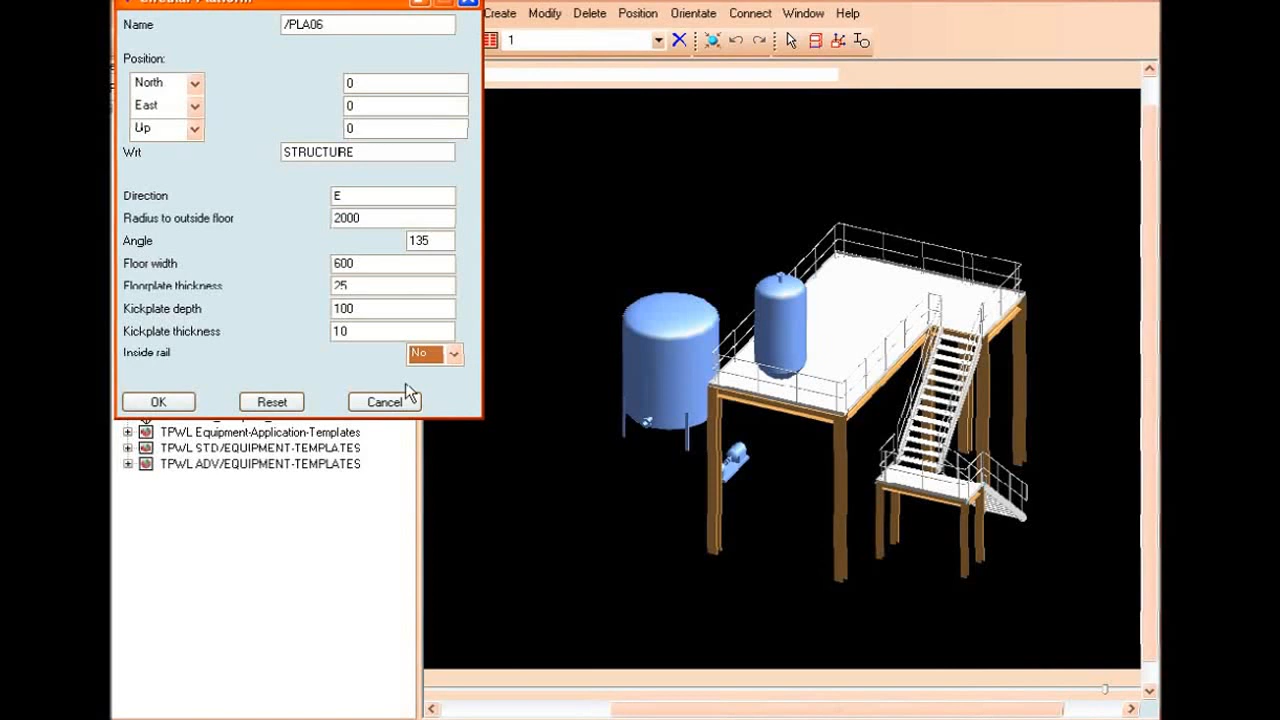 Circular Platform
Create Modify Delete Position Orientate Connect Window Help
Name /PLA06
1
Position:
North 0
East 0
Up 0
Wrt STRUCTURE
Direction E
Radius to outside floor 2000
Angle 135
Floor width 600
Floorplate thickness 25
Kickplate depth 100
Kickplate thickness 10
Inside rail No
OK Reset Cancel
TPWL Equipment-Application-Templates
TPWL STD/EQUIPMENT-TEMPLATES
TPWL ADV/EQUIPMENT-TEMPLATES